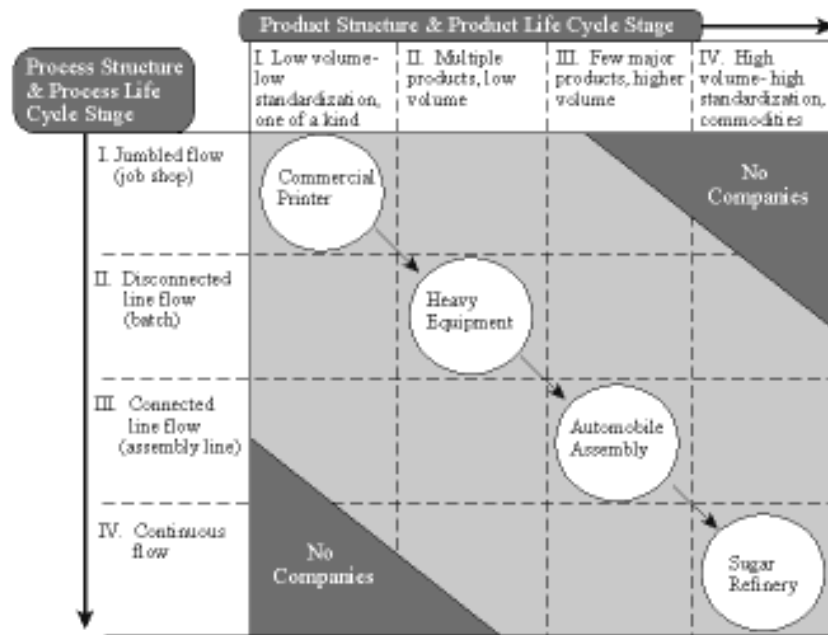 Product Structure & Product Life Cycle Stage
Process Structure
& Process Life
Cycle Stage
I. Low volume-
low
standardization,
one of a kind
II. Multiple
products, low
volume
III. Few major
products, higher
volume
IV. High
volume- high
standardization,
commodities
I. Jumbled flow
(job shop)
Commercial
Printer
No
Companies
II. Disconnected
line flow
(batch)
Heavy
Equipment
III. Connected
line flow
(assembly line)
Automobile
Assembly
IV. Continuous
flow
No
Companies
Sugar
Refinery